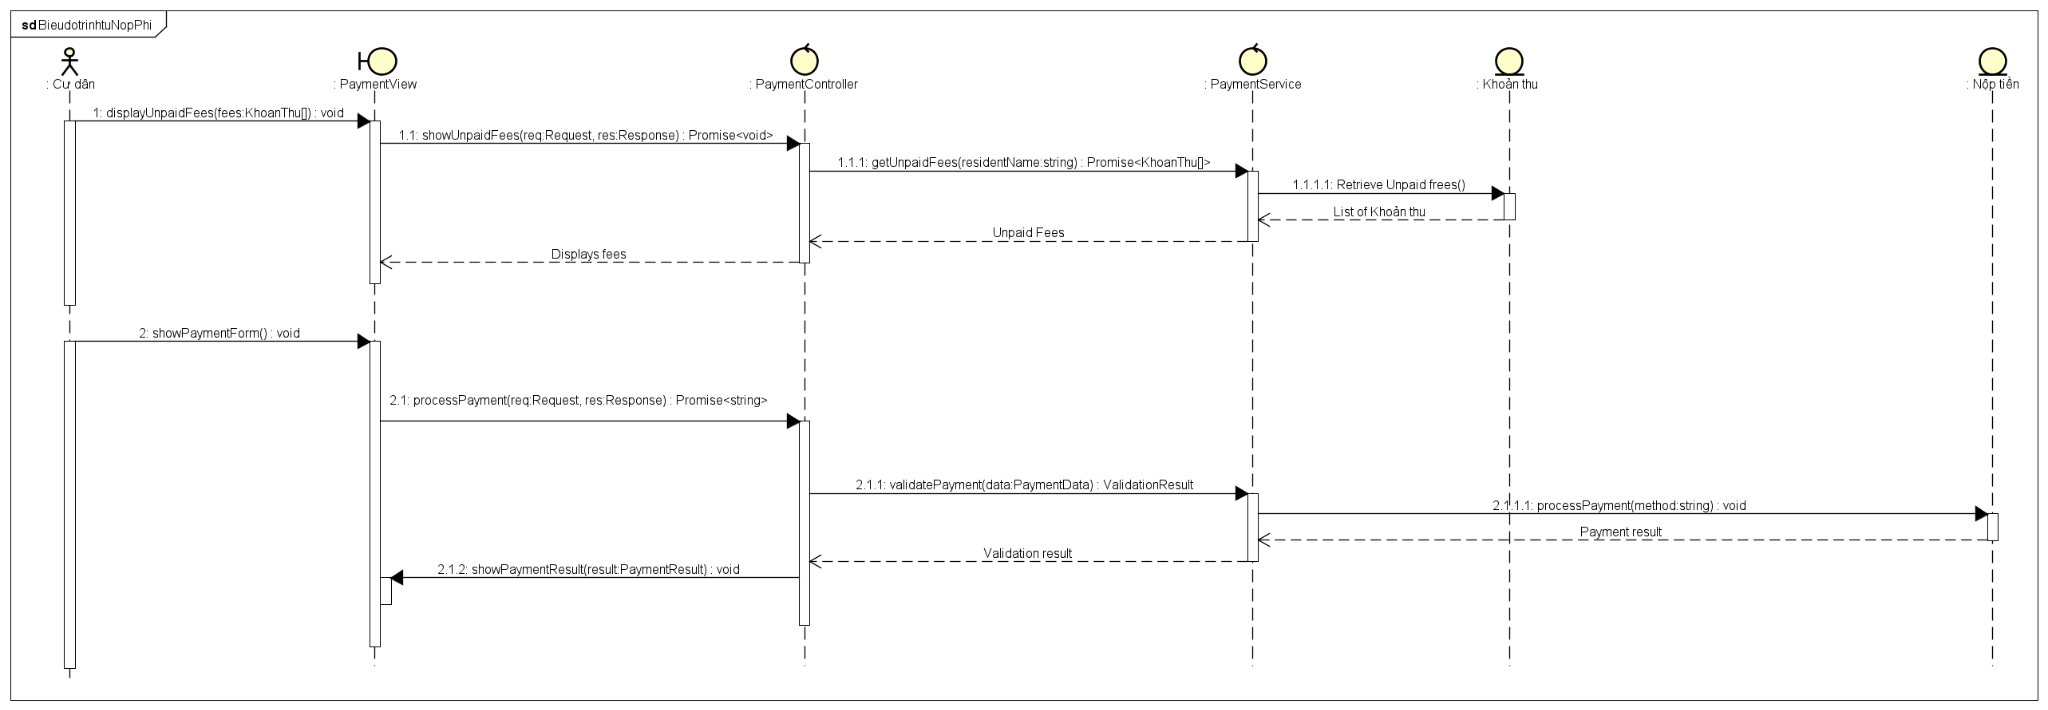 sd BieudotrinhtuNopPhi
: Cư dân
: PaymentView
: PaymentController
: PaymentService
: Khoản thu
: Nộp tiền
1: displayUnpaidFees(fees:KhoanThu[]) : void
1.1: showUnpaidFees(req:Request, res:Response) : Promise<void>
1.1.1: getUnpaidFees(residentName:string) : Promise<KhoanThu[]>
1.1.1.1: Retrieve Unpaid frees()
List of Khoản thu
Unpaid Fees
Displays fees
2: showPaymentForm() : void
2.1: processPayment(req:Request, res:Response) : Promise<string>
2.1.1: validatePayment(data:PaymentData) : ValidationResult
2.1.1.1: processPayment(method:string) : void
Payment result
Validation result
2.1.2: showPaymentResult(result:PaymentResult) : void